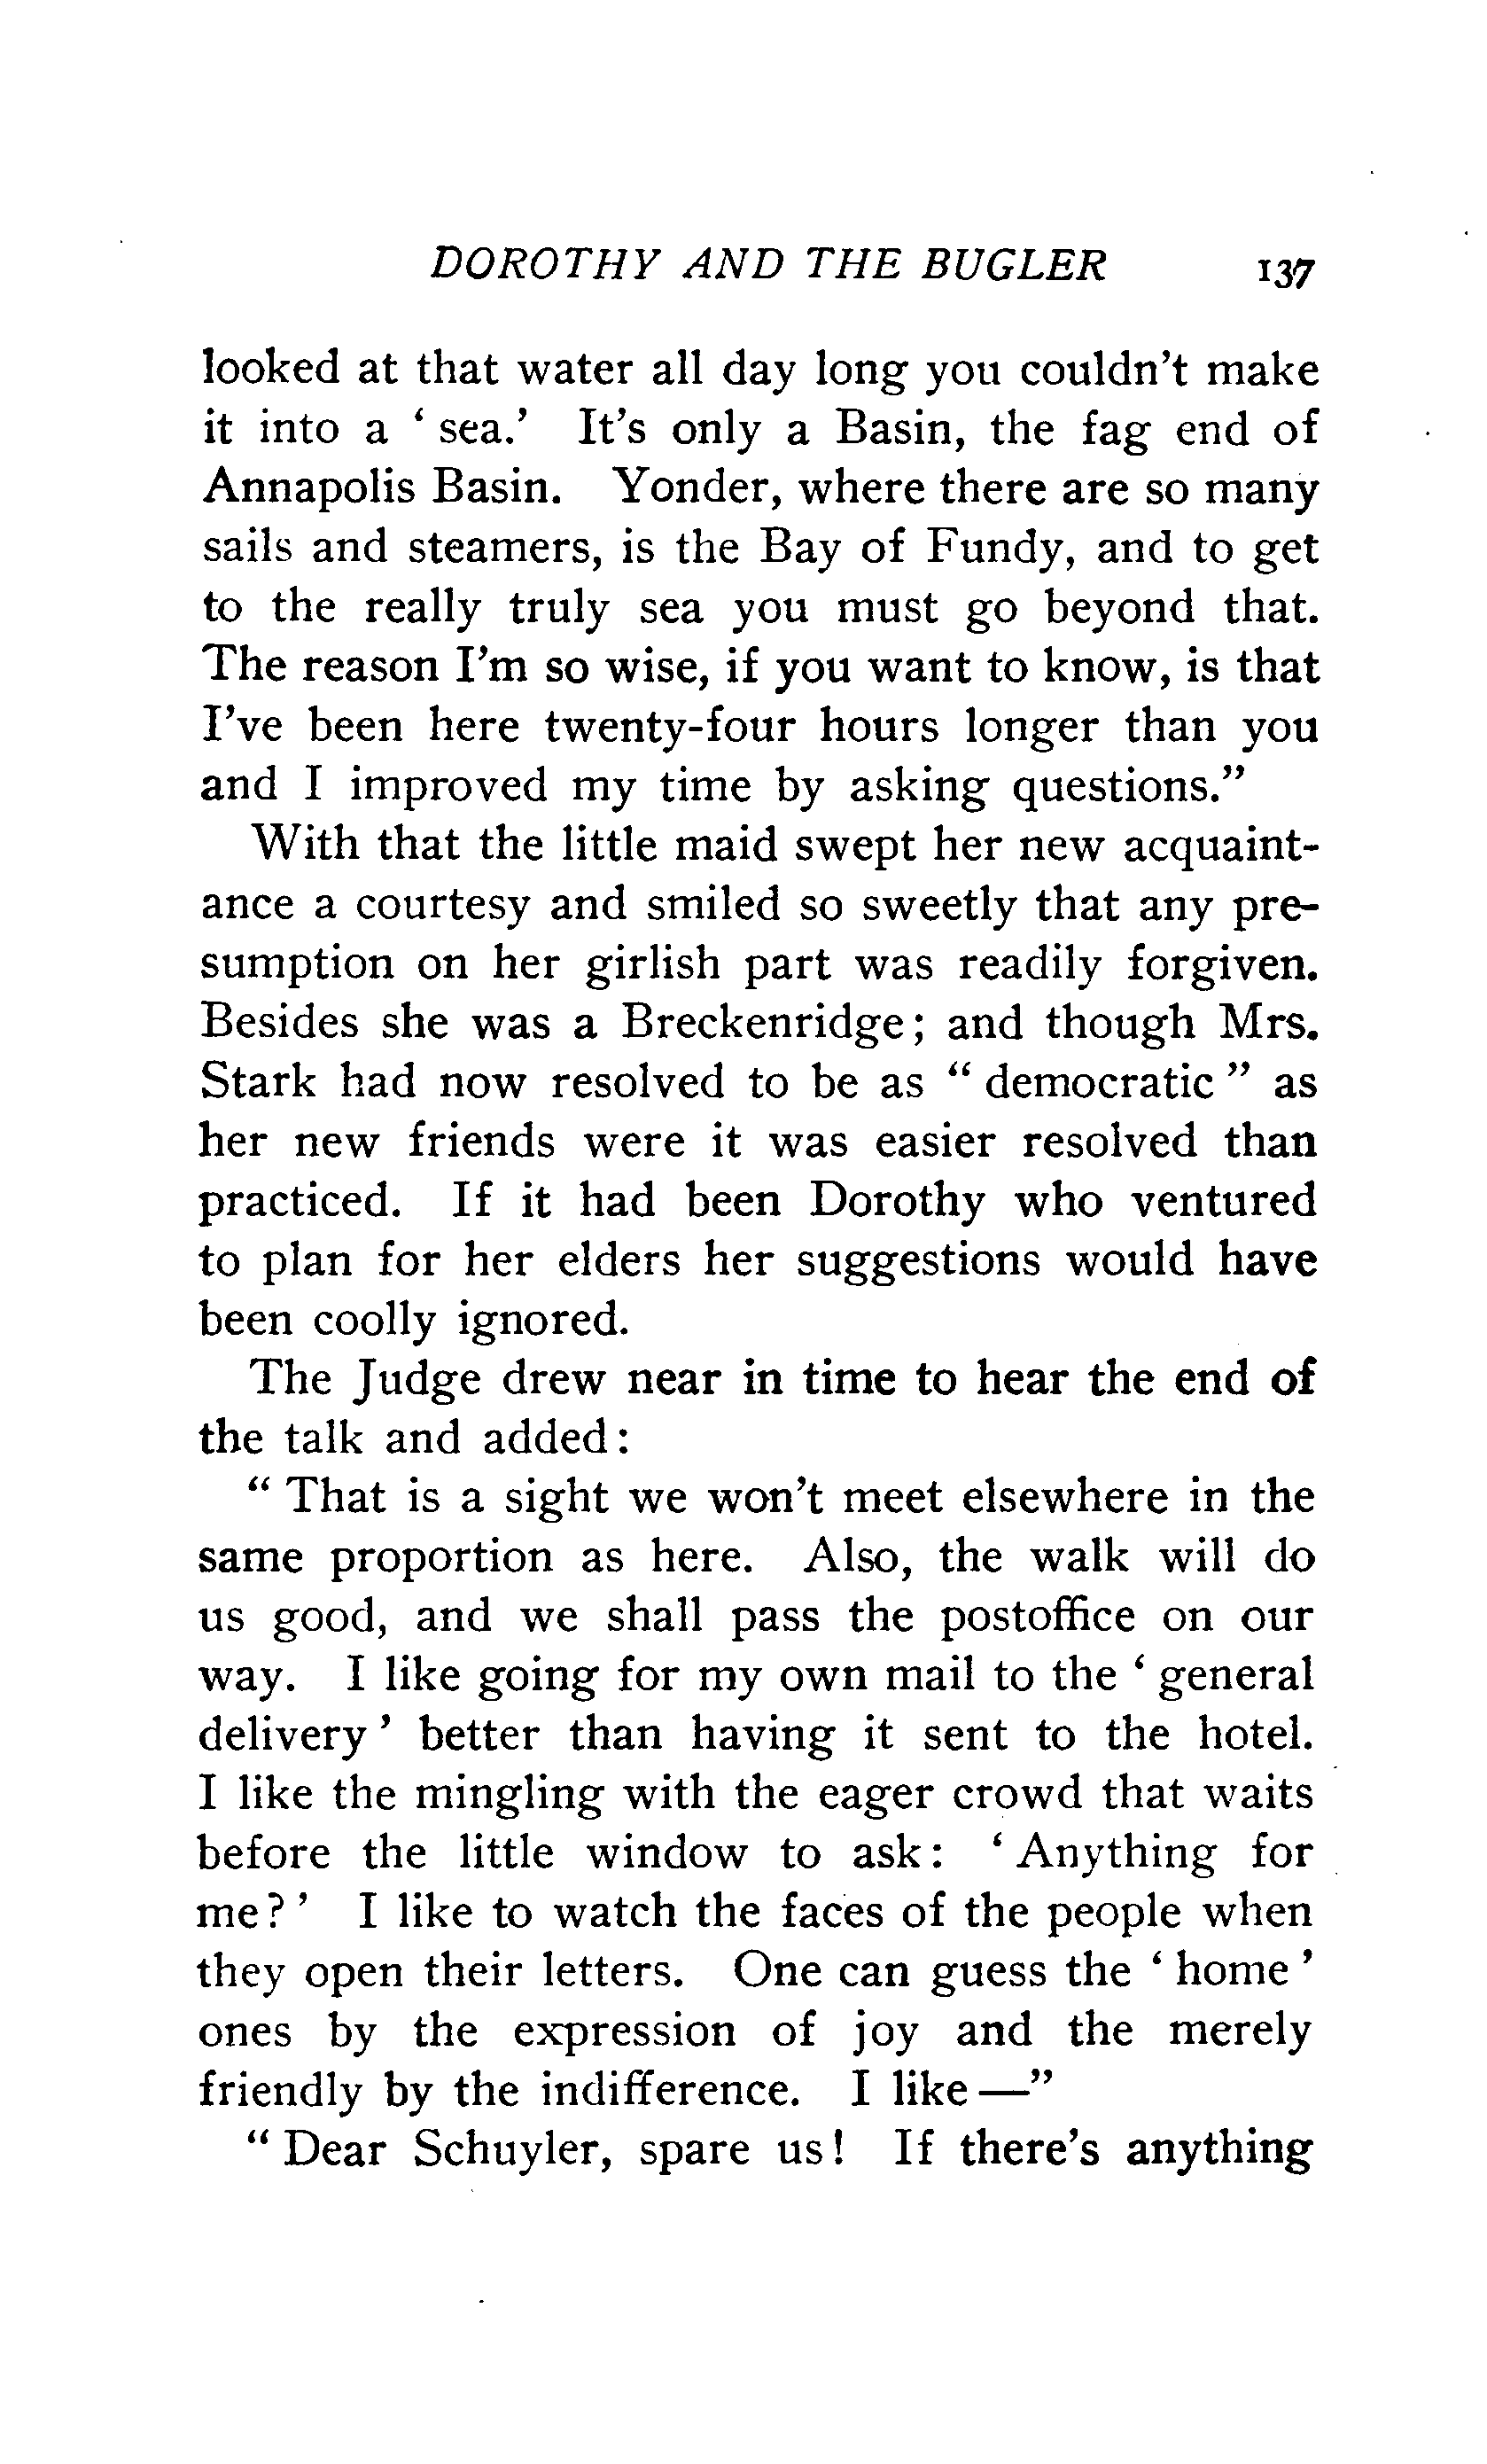 DOROTHY AND THE BUGLER 137
looked at that water all day long you couldn't make
it into a ' sea.' It's only a Basin, the fag end of
Annapolis Basin. Yonder, where there are so many
sails and steamers, is the Bay of Fundy, and to get
to the really truly sea you must go beyond that.
The reason I'm so wise, if you want to know, is that
I've been here twenty-four hours longer than you
and I improved my time by asking questions."
With that the little maid swept her new acquaint-
ance a courtesy and smiled so sweetly that any pre-
sumption on her girlish part was readily forgiven.
Besides she was a Breckenridge; and though Mrs.
Stark had now resolved to be as " democratic " as
her new friends were it was easier resolved than
practiced. If it had been Dorothy who ventured
to plan for her elders her suggestions would have
been coolly ignored.
The Judge drew near in time to hear the end of
the talk and added:
" That is a sight we won't meet elsewhere in the
same proportion as here. Also, the walk will do
us good, and we shall pass the postoffice on our
way. I like going for my own mail to the ' general
delivery ' better than having it sent to the hotel.
I like the mingling with the eager crowd that waits
before the little window to ask: ' Anything for
me? ' I like to watch the faces of the people when
they open their letters. One can guess the ' home '
ones by the expression of joy and the merely
friendly by the indifference. I like —"
" Dear Schuyler, spare us! If there's anything